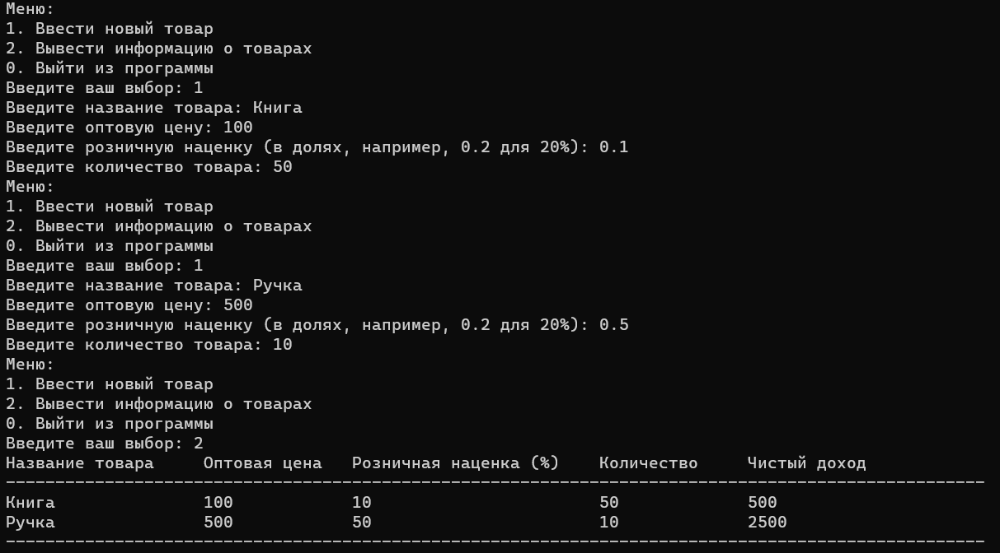 Меню:
1. Ввести новый товар
2. Вывести информацию о товарах
0. Выйти из программы
Введите ваш выбор: 1
Введите название товара: Книга
Введите оптовую цену: 100
Введите розничную наценку (в долях, например, 0.2 для 20%): 0.1
Введите количество товара: 50
Меню:
1. Ввести новый товар
2. Вывести информацию о товарах
0. Выйти из программы
Введите ваш выбор: 1
Введите название товара: Ручка
Введите оптовую цену: 500
Введите розничную наценку (в долях, например, 0.2 для 20%): 0.5
Введите количество товара: 10
Меню:
1. Ввести новый товар
2. Вывести информацию о товарах
0. Выйти из программы
Введите ваш выбор: 2
Название товара     Оптовая цена   Розничная наценка (%)    Количество     Чистый доход
---------------------------------------------------------------------------------------------------
Книга               100            10                       50             500
Ручка               500            50                       10             2500
---------------------------------------------------------------------------------------------------